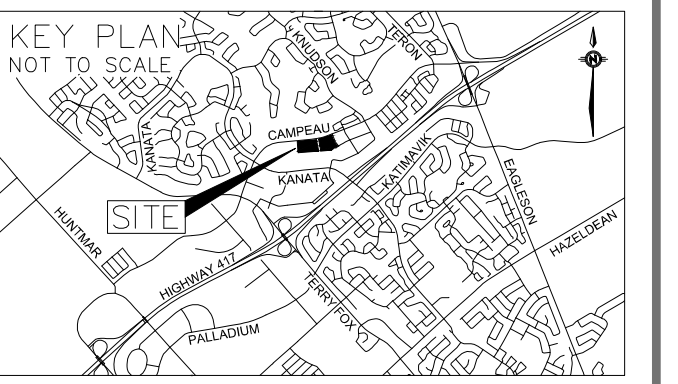 KEY PLAN
NOT TO SCALE
KNUDSON
TERON
N
CAMPEAU
KANATA
KATIMAVIK
KANATA
EAGLESON
SITE
HUNTMAR
HAZELDEAN
HIGHWAY 417
TERRY FOX
PALLADIUM